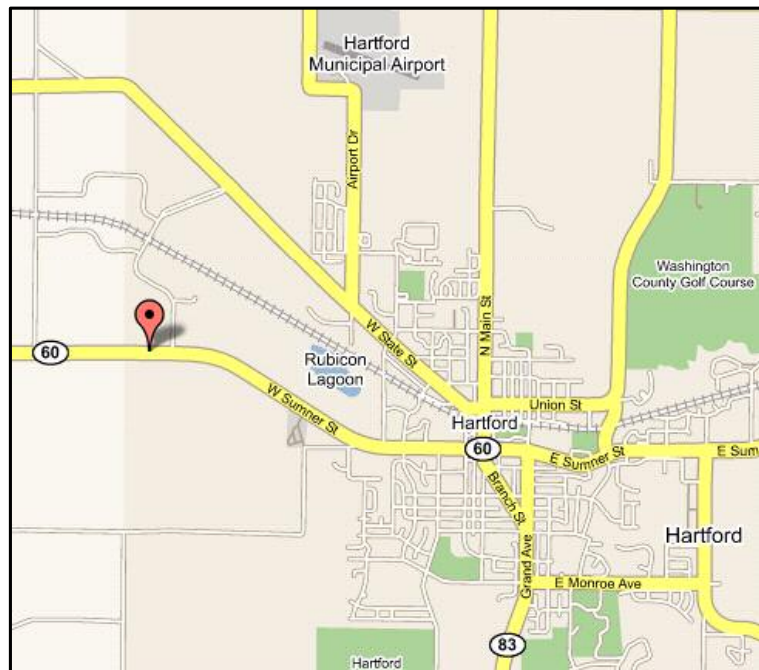 Hartford
Municipal Airport
Airport Dr
Washington
County Golf Course
N Main St
W State St
60
Rubicon
Lagoon
W Sumner St
Union St
Hartford
60
E Sumner St
E Sum
Branch St
Grand Ave
Hartford
E Monroe Ave
83
Hartford